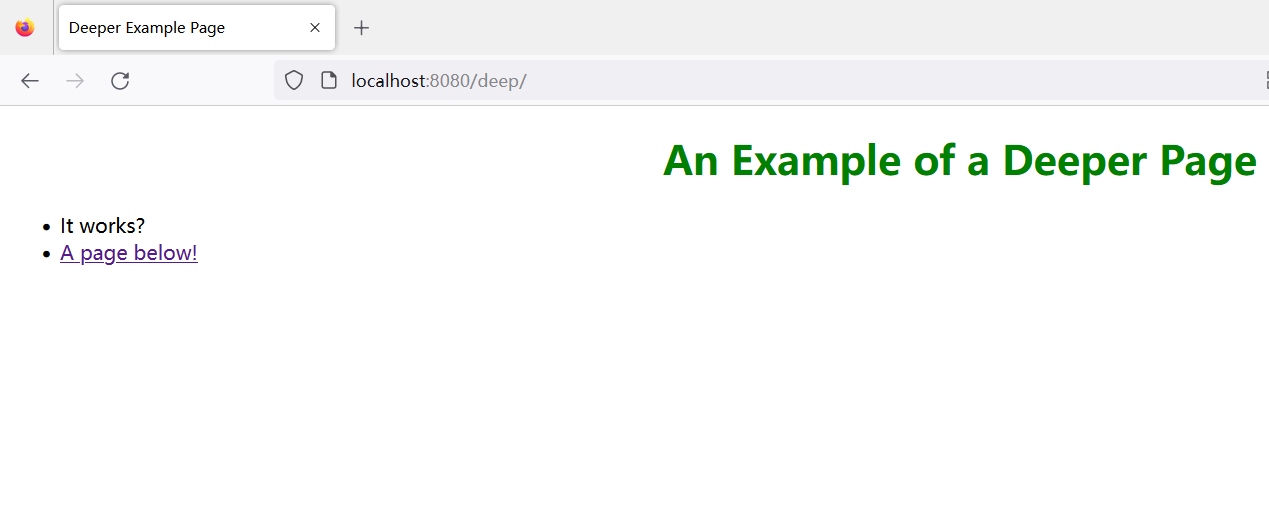 Deeper Example Page
localhost:8080/deep/
An Example of a Deeper Page
It works?
A page below!